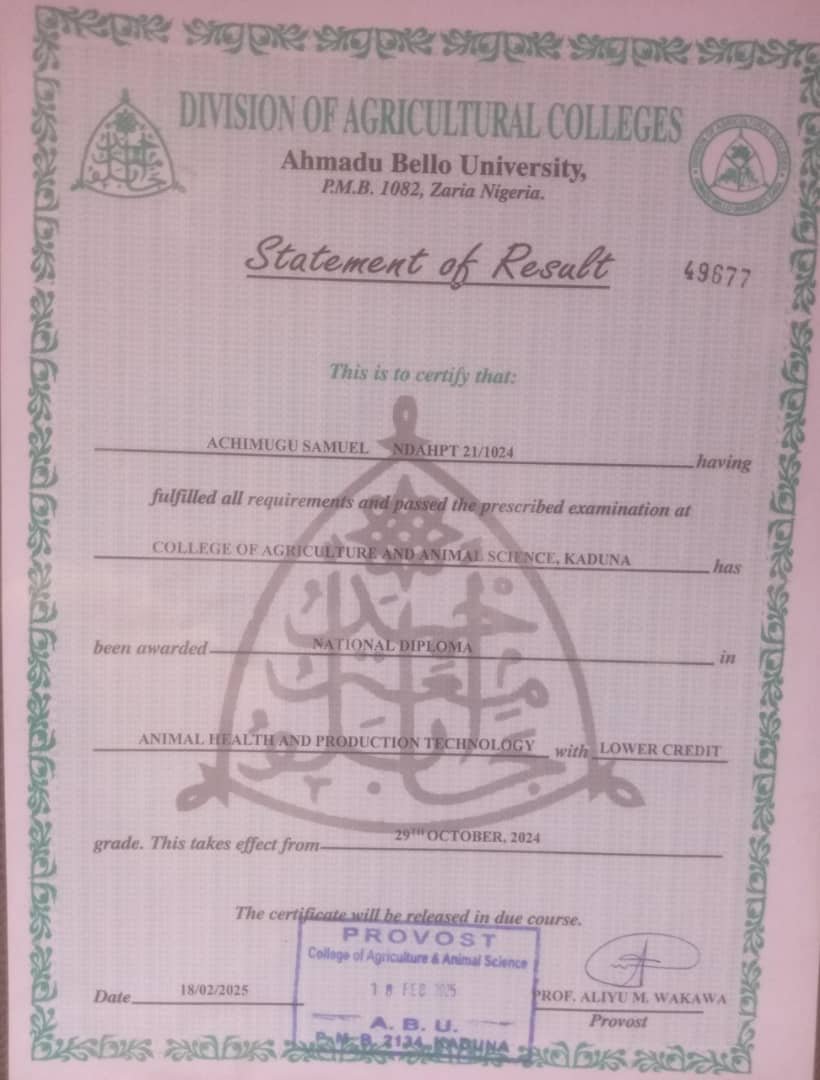 DIVISION OF AGRICULTURAL COLLEGES
Ahmadu Bello University,
P.M.B. 1082, Zaria Nigeria.
Statement of Result
49677
This is to certify that:
ACHIMUGU SAMUEL NDAHPT 21/1024 having
fulfilled all requirements and passed the prescribed examination at
COLLEGE OF AGRICULTURE AND ANIMAL SCIENCE, KADUNA has
been awarded NATIONAL DIPLOMA in
ANIMAL HEALTH AND PRODUCTION TECHNOLOGY with LOWER CREDIT
grade. This takes effect from 29TH OCTOBER, 2024
The certificate will be released in due course.
PROVOST
College of Agriculture & Animal Science
18 FEB 2025
A. B. U.
P. M. B. 2134 KADUNA
Date 18/02/2025
PROF. ALIYU M. WAKAWA
Provost